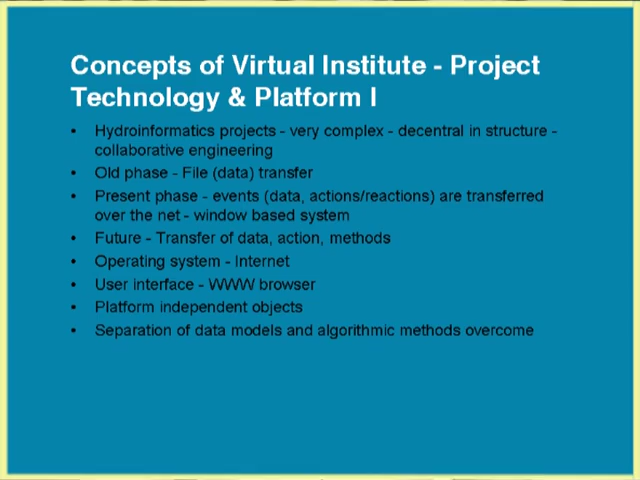 Concepts of Virtual Institute - Project
Technology & Platform I
• Hydroinformatics projects - very complex - decentral in structure -
collaborative engineering
• Old phase - File (data) transfer
• Present phase - events (data, actions/reactions) are transferred
over the net - window based system
• Future - Transfer of data, action, methods
• Operating system - Internet
• User interface - WWW browser
• Platform independent objects
• Separation of data models and algorithmic methods overcome